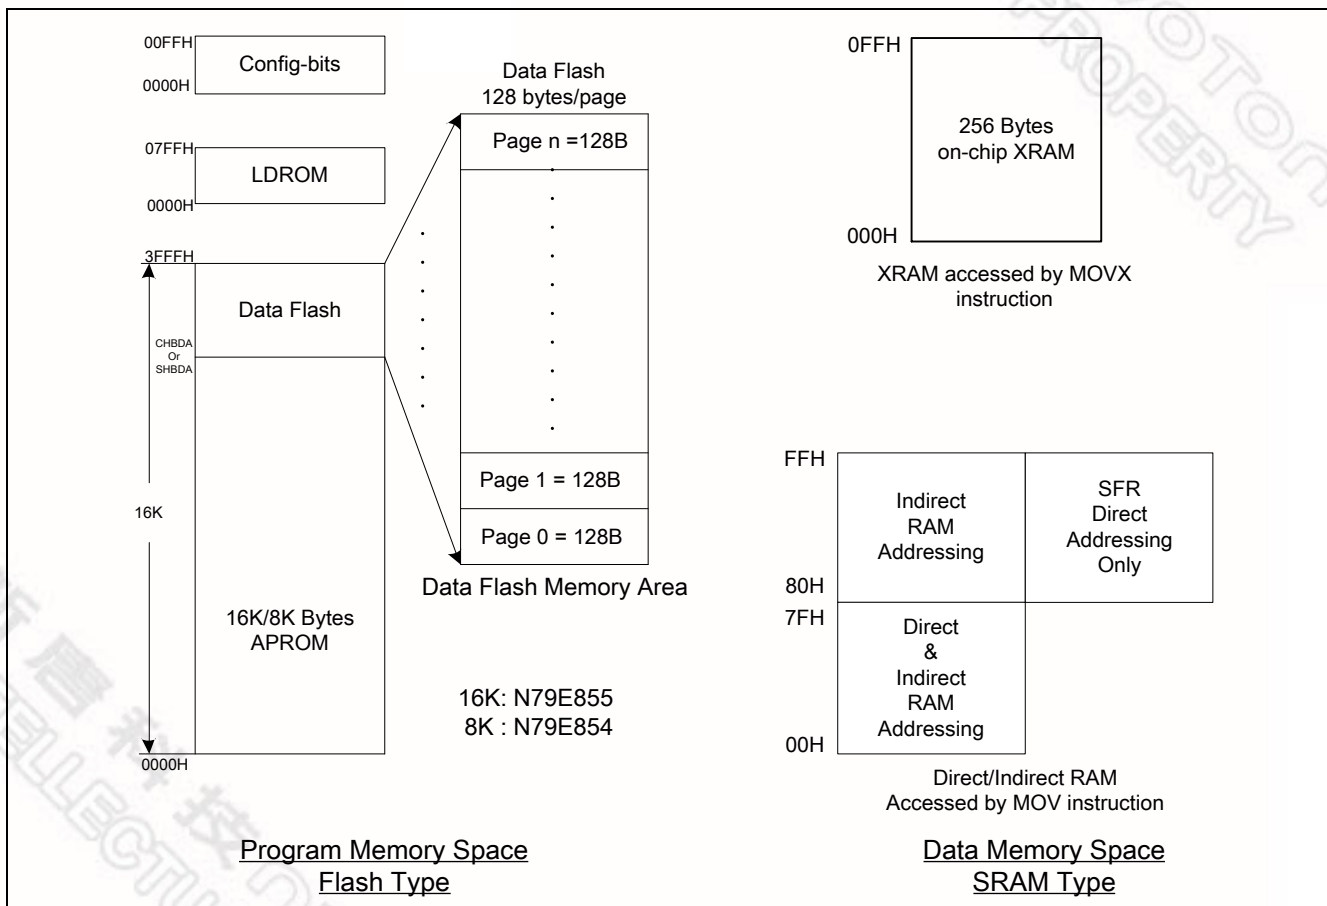 00FFH
Config-bits
0000H
07FFH
LDROM
0000H
3FFFH
Data Flash
CHBDA
Or
SHBDA
16K
16K/8K Bytes
APROM
0000H
Data Flash
128 bytes/page
Page n =128B
Page 1 = 128B
Page 0 = 128B
Data Flash Memory Area
16K: N79E855
8K : N79E854
Program Memory Space
Flash Type
0FFH
256 Bytes
on-chip XRAM
000H
XRAM accessed by MOVX
instruction
FFH
Indirect
RAM
Addressing
SFR
Direct
Addressing
Only
80H
7FH
Direct
&
Indirect
RAM
Addressing
00H
Direct/Indirect RAM
Accessed by MOV instruction
Data Memory Space
SRAM Type
PROPERTY